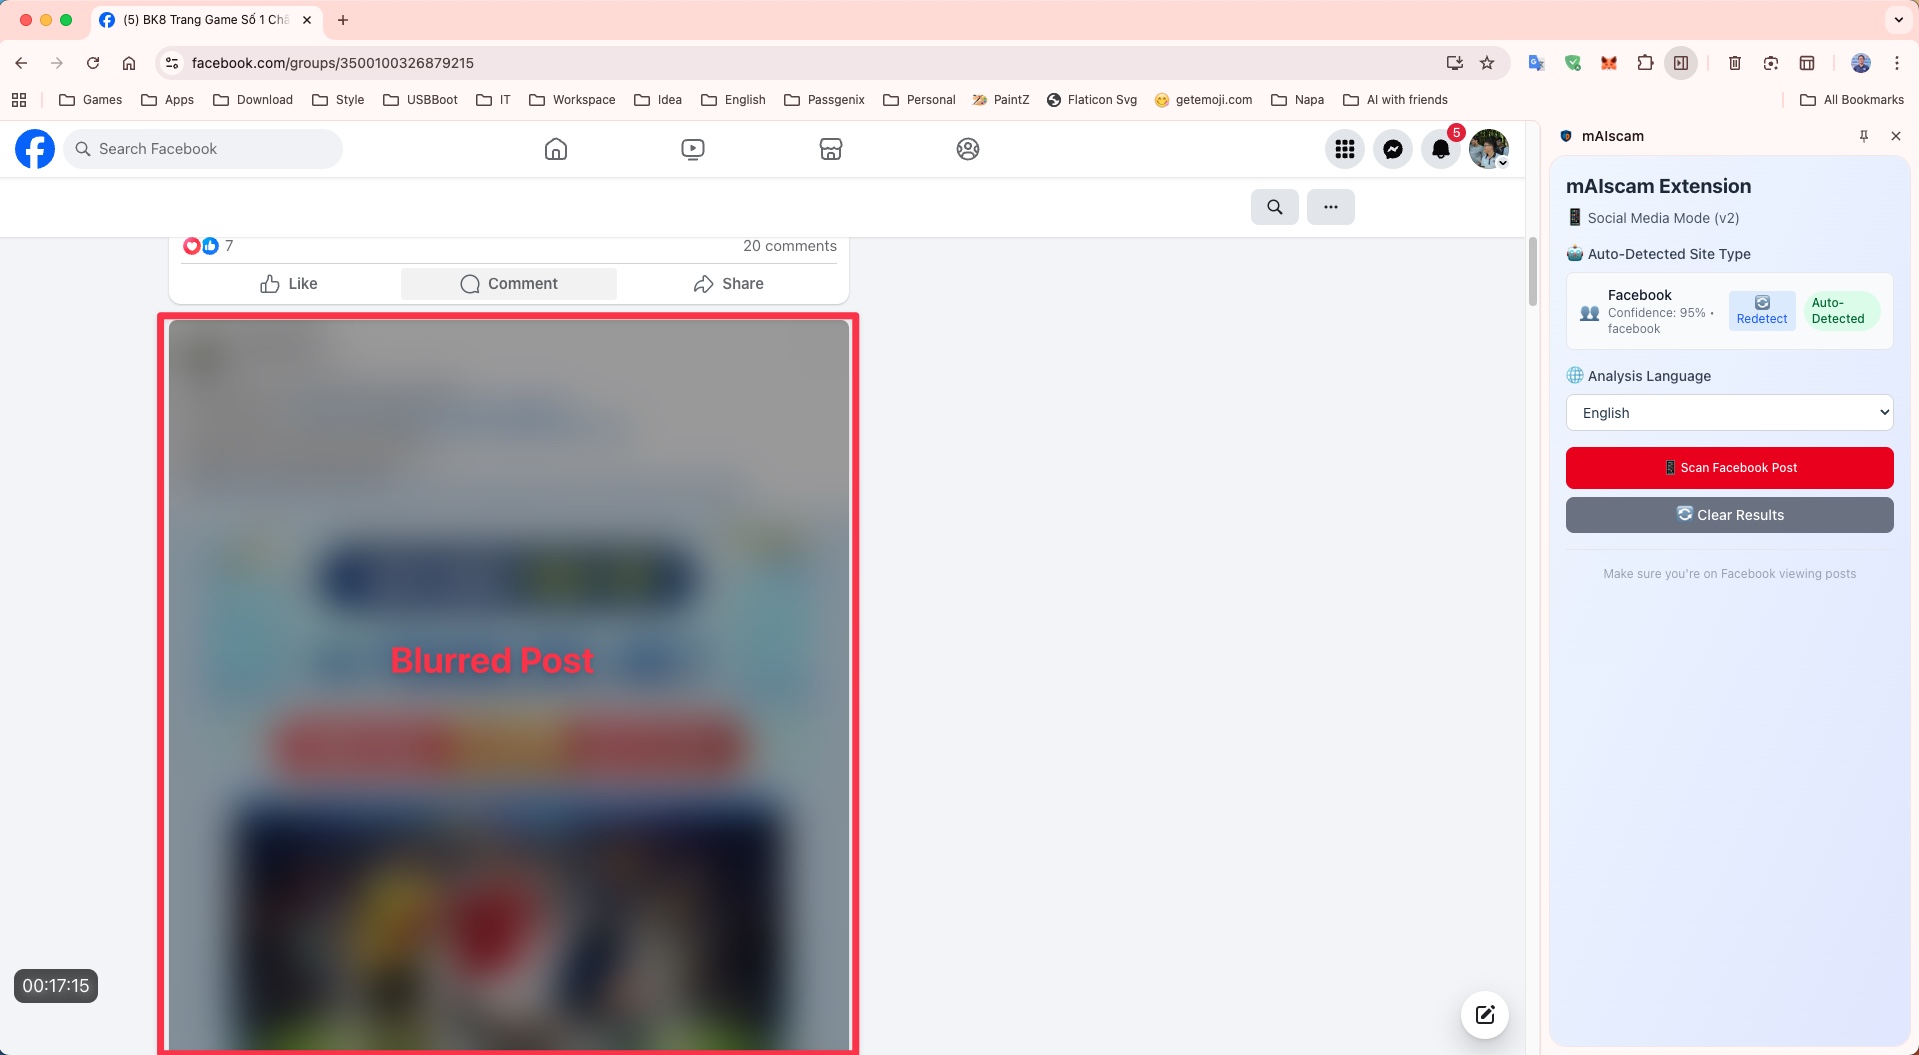 (5) BK8 Trang Game Số 1 Châ
facebook.com/groups/3500100326879215
Games
Apps
Download
Style
USBBoot
IT
Workspace
Idea
English
Passgenix
Personal
PaintZ
Flaticon Svg
getemoji.com
Napa
AI with friends
All Bookmarks
Search Facebook
5
7
20 comments
Like
Comment
Share
Blurred Post
00:17:15
mAIscam
mAIscam Extension
Social Media Mode (v2)
Auto-Detected Site Type
Facebook
Confidence: 95% •
facebook
Redetect
Auto-
Detected
Analysis Language
English
Scan Facebook Post
Clear Results
Make sure you're on Facebook viewing posts